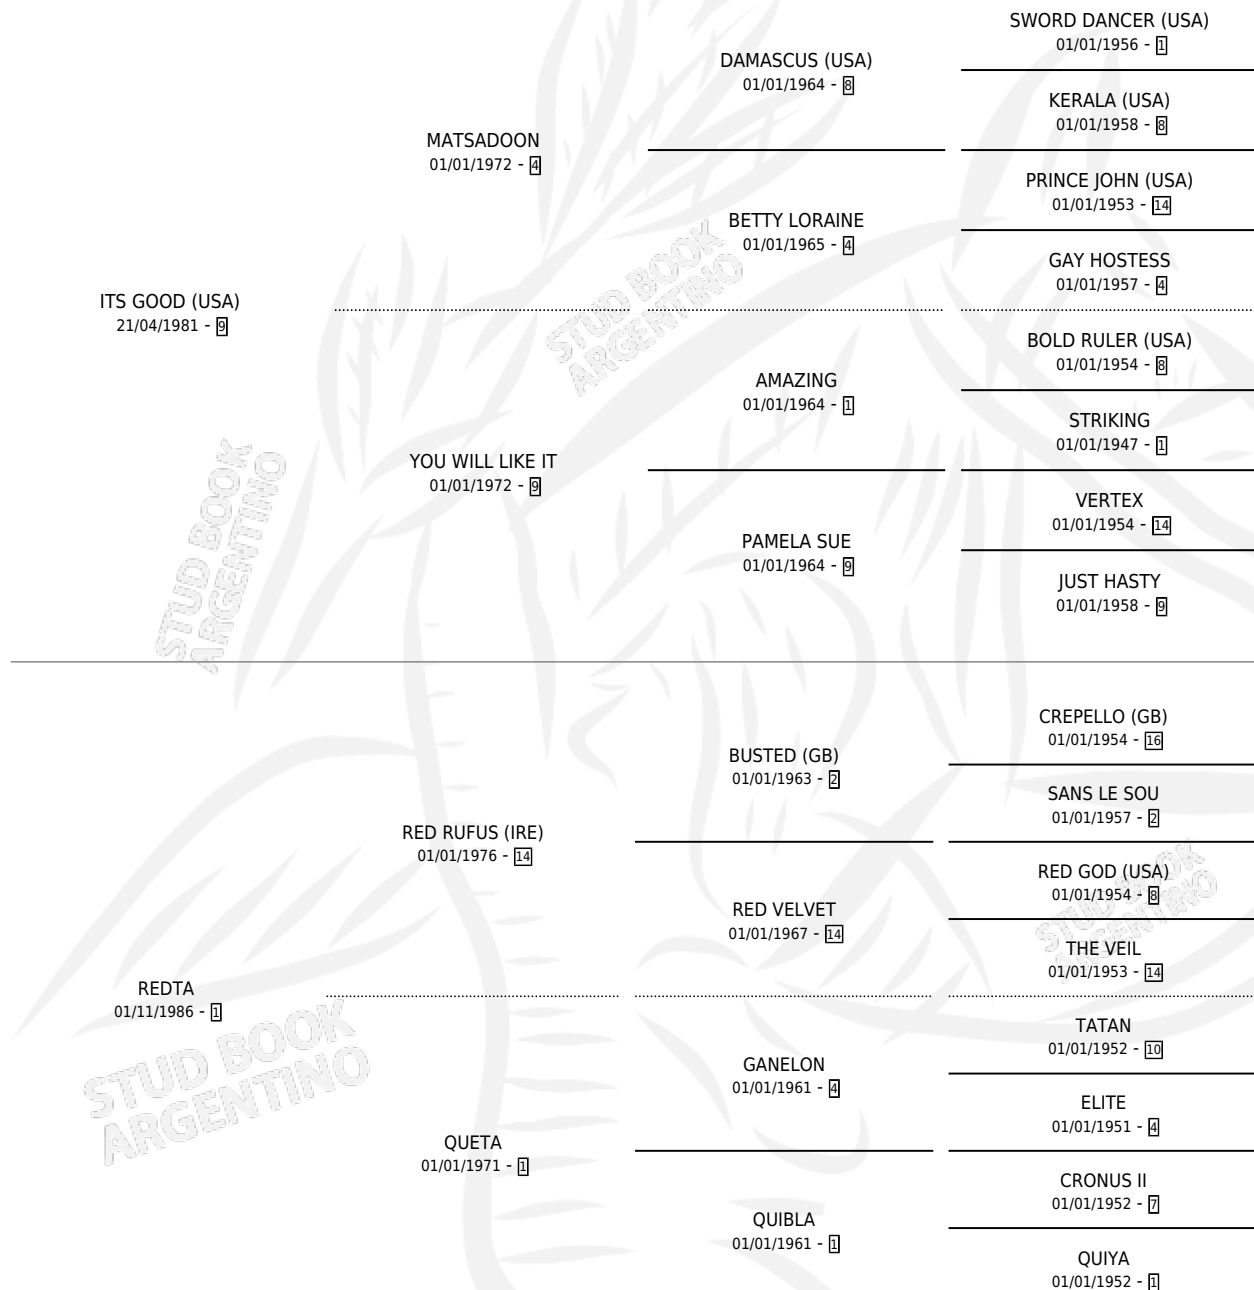 SWORD DANCER (USA)
01/01/1956 - 1
DAMASCUS (USA)
01/01/1964 - 8
KERALA (USA)
01/01/1958 - 8
MATSADOON
01/01/1972 - 4
PRINCE JOHN (USA)
01/01/1953 - 14
BETTY LORAINE
01/01/1965 - 4
GAY HOSTESS
01/01/1957 - 4
ITS GOOD (USA)
21/04/1981 - 9
BOLD RULER (USA)
01/01/1954 - 8
AMAZING
01/01/1964 - 1
STRIKING
01/01/1947 - 1
YOU WILL LIKE IT
01/01/1972 - 9
VERTEX
01/01/1954 - 14
PAMELA SUE
01/01/1964 - 9
JUST HASTY
01/01/1958 - 9
CREPELLO (GB)
01/01/1954 - 16
BUSTED (GB)
01/01/1963 - 2
SANS LE SOU
01/01/1957 - 2
RED RUFUS (IRE)
01/01/1976 - 14
RED GOD (USA)
01/01/1954 - 8
RED VELVET
01/01/1967 - 14
THE VEIL
01/01/1953 - 14
REDTA
01/11/1986 - 1
TATAN
01/01/1952 - 10
GANELON
01/01/1961 - 4
ELITE
01/01/1951 - 4
QUETA
01/01/1971 - 1
CRONUS II
01/01/1952 - 7
QUIBLA
01/01/1961 - 1
QUIYA
01/01/1952 - 1
STUD BOOK
ARGENTINO
STUD BOOK
ARGENTINO
STUD BOOK
ARGENTINO
STUD BOOK
ARGENTINO